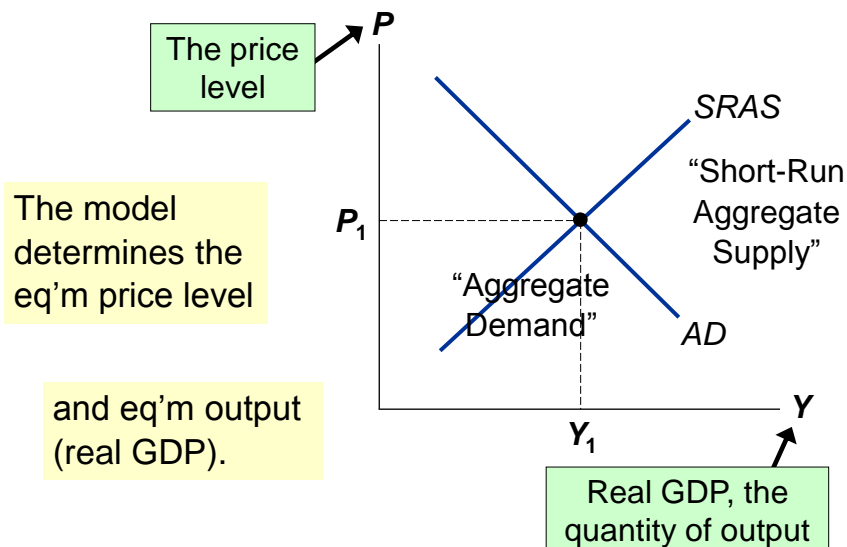 The price
level
P
SRAS
“Short-Run
Aggregate
Supply”
The model
determines the
eq’m price level
P1
“Aggregate
Demand”
AD
and eq’m output
(real GDP).
Y
Y1
Real GDP, the
quantity of output